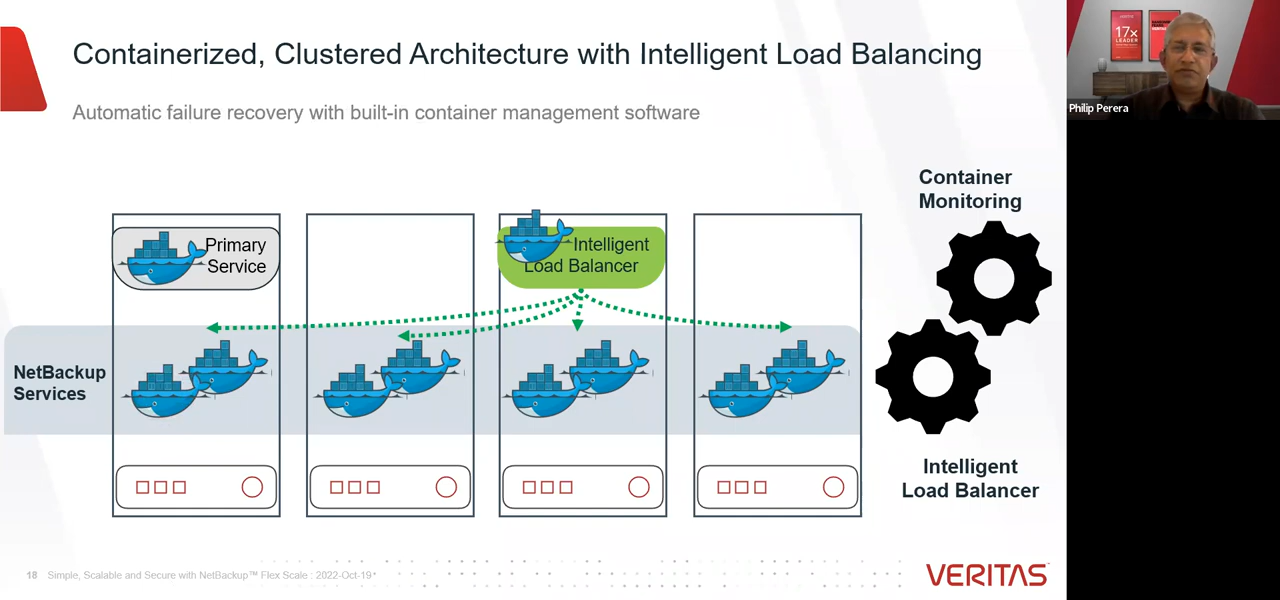 Containerized, Clustered Architecture with Intelligent Load Balancing
Automatic failure recovery with built-in container management software
Container
Monitoring
Primary
Service
Intelligent
Load Balancer
NetBackup
Services
Intelligent
Load Balancer
18 Simple, Scalable and Secure with NetBackup™ Flex Scale : 2022-Oct-19
VERITAS
17x
LEADER
Philip Perera